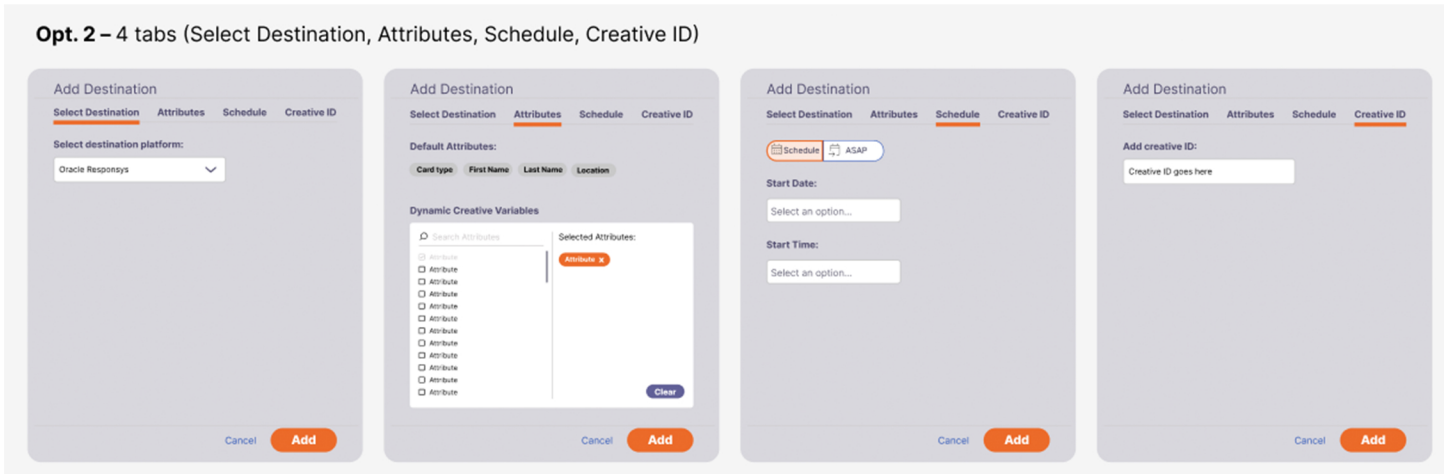 Opt. 2 – 4 tabs (Select Destination, Attributes, Schedule, Creative ID)
Add Destination
Select Destination Attributes Schedule Creative ID
Select destination platform:
Oracle Responsys
Cancel Add
Add Destination
Select Destination Attributes Schedule Creative ID
Default Attributes:
Card type First Name Last Name Location
Dynamic Creative Variables
Search Attributes
Attribute
Attribute
Attribute
Attribute
Attribute
Attribute
Attribute
Attribute
Attribute
Attribute
Attribute
Attribute
Selected Attributes:
Attribute x
Clear
Cancel Add
Add Destination
Select Destination Attributes Schedule Creative ID
Schedule ASAP
Start Date:
Select an option...
Start Time:
Select an option...
Cancel Add
Add Destination
Select Destination Attributes Schedule Creative ID
Add creative ID:
Creative ID goes here
Cancel Add